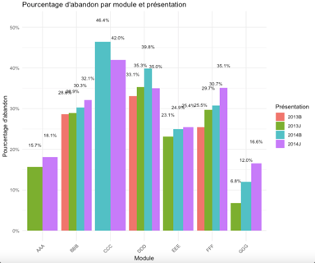 Pourcentage d'abandon par module et présentation
Pourcentage d'abandon
50%
40%
30%
20%
10%
0%
15.7%
18.1%
28.9%
30.3%
32.1%
46.4%
42.0%
33.1%
35.3%
39.8%
35.0%
23.1%
24.9%
25.4%
25.5%
29.7%
30.7%
35.1%
6.8%
12.0%
16.6%
AAA
BBB
CCC
DDD
EEE
FFF
GGG
Module
Présentation
2013B
2013J
2014B
2014J